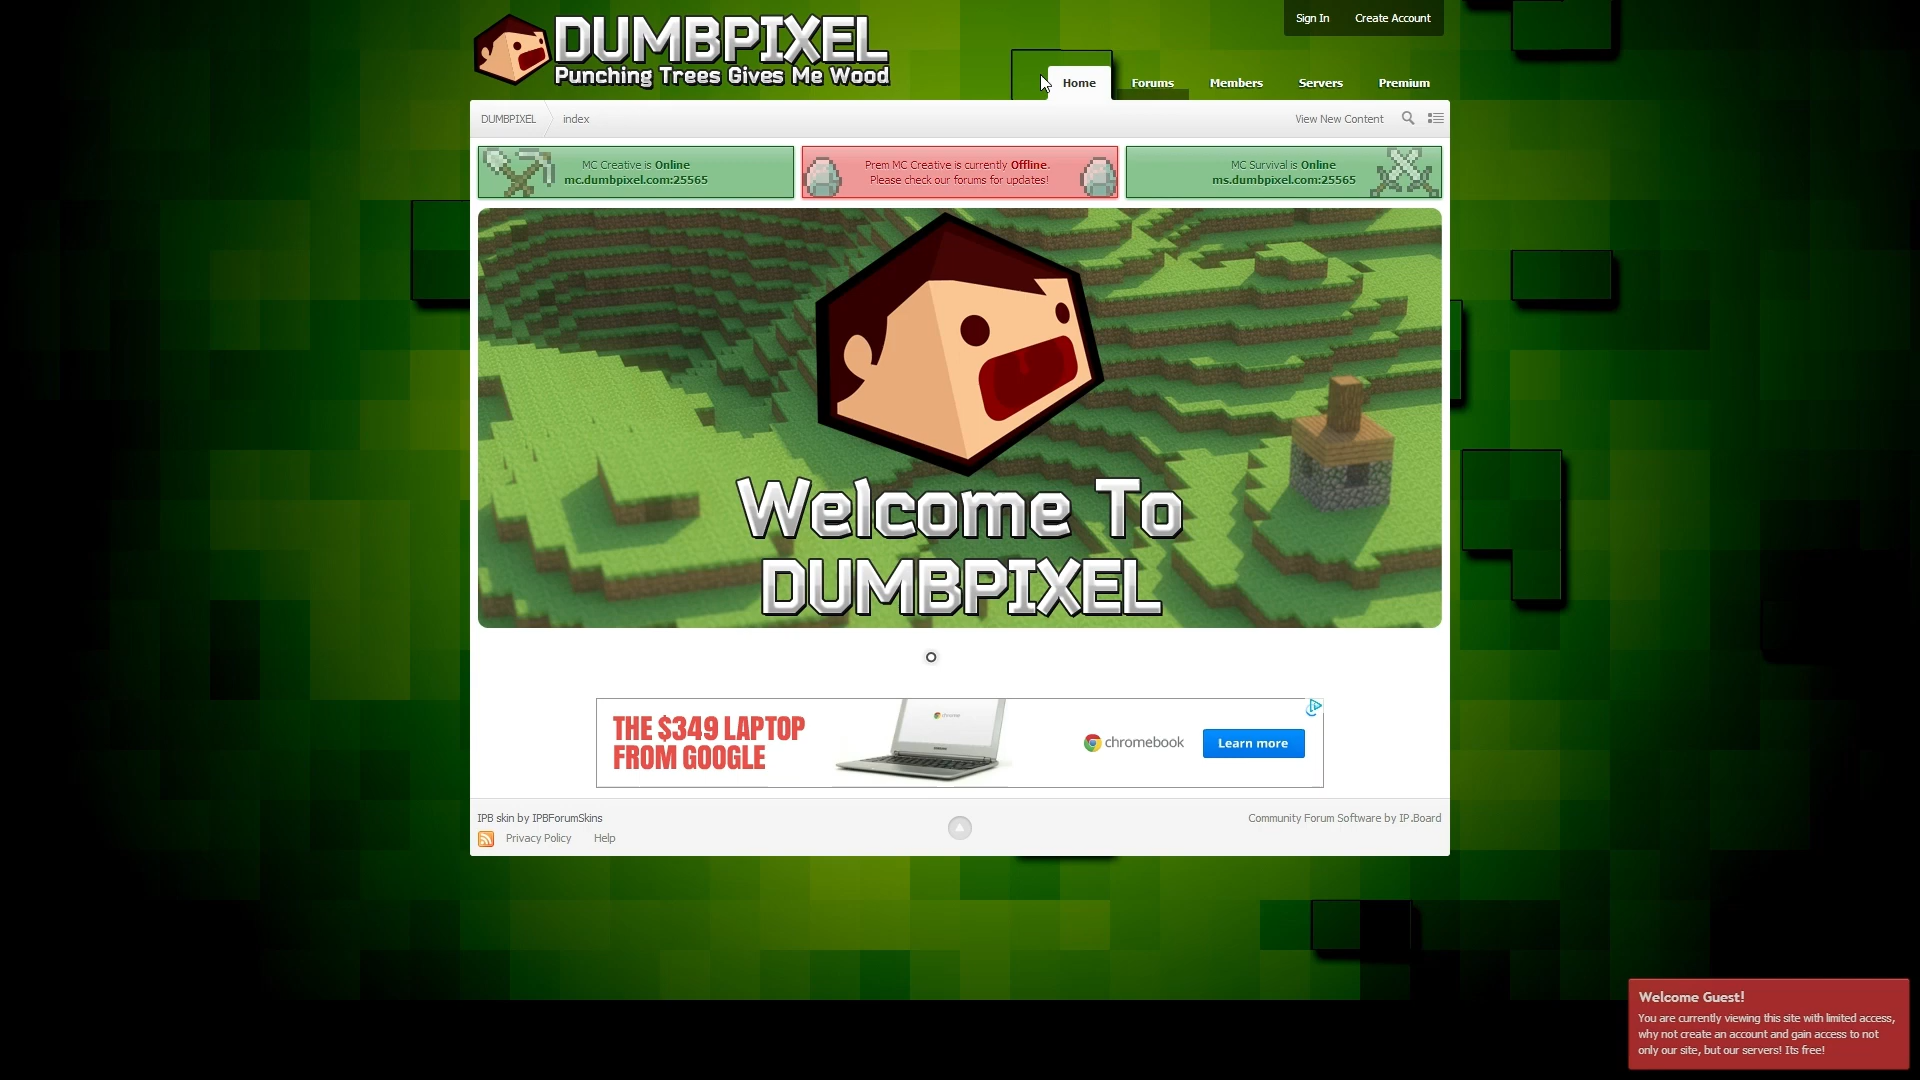 DUMBPIXEL
Punching Trees Gives Me Wood
Sign In
Create Account
Home
Forums
Members
Servers
Premium
DUMBPIXEL
index
View New Content
MC Creative is Online
mc.dumbpixel.com:25565
Prem MC Creative is currently Offline.
Please check our forums for updates!
MC Survival is Online
ms.dumbpixel.com:25565
Welcome To
DUMBPIXEL
THE $349 LAPTOP
FROM GOOGLE
chrome
chromebook
Learn more
IPB skin by IPBForumSkins
Community Forum Software by IP.Board
Privacy Policy
Help
Welcome Guest!
You are currently viewing this site with limited access,
why not create an account and gain access to not
only our site, but our servers! Its free!